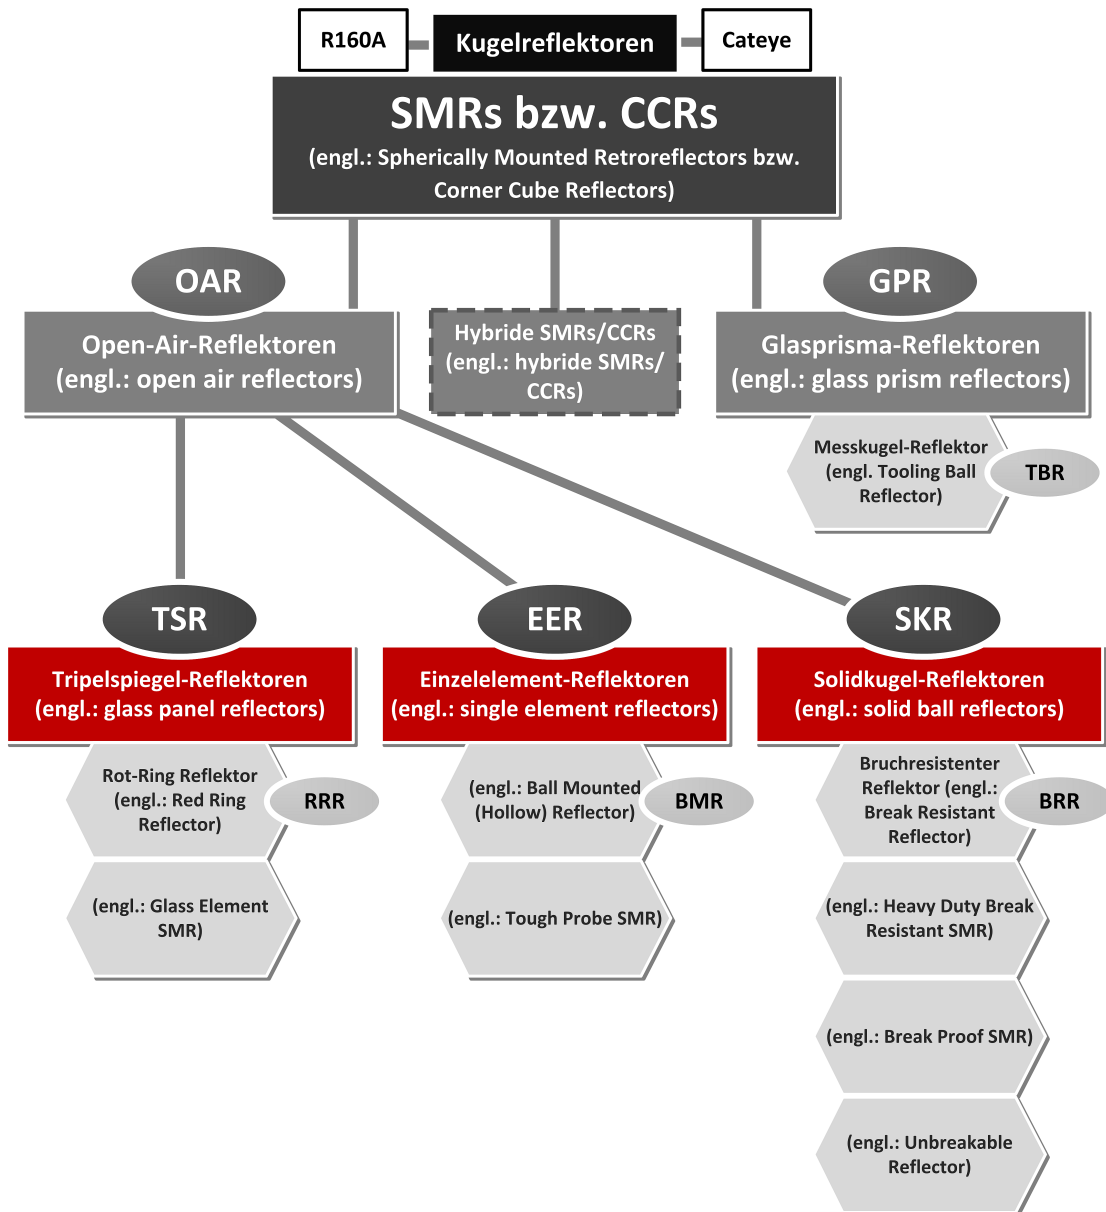 R160A
Kugelreflektoren
Cateye
SMRs bzw. CCRs
(engl.: Spherically Mounted Retroreflectors bzw.
Corner Cube Reflectors)
OAR
GPR
Open-Air-Reflektoren
(engl.: open air reflectors)
Hybride SMRs/CCRs
(engl.: hybride SMRs/
CCRs)
Glasprisma-Reflektoren
(engl.: glass prism reflectors)
Messkugel-Reflektor
(engl. Tooling Ball
Reflector)
TBR
TSR
EER
SKR
Tripelspiegel-Reflektoren
(engl.: glass panel reflectors)
Einzelelement-Reflektoren
(engl.: single element reflectors)
Solidkugel-Reflektoren
(engl.: solid ball reflectors)
Rot-Ring Reflektor
(engl.: Red Ring
Reflector)
RRR
(engl.: Ball Mounted
(Hollow) Reflector)
BMR
Bruchresistenter
Reflektor (engl.:
Break Resistant
Reflector)
BRR
(engl.: Glass Element
SMR)
(engl.: Tough Probe SMR)
(engl.: Heavy Duty Break
Resistant SMR)
(engl.: Break Proof SMR)
(engl.: Unbreakable
Reflector)